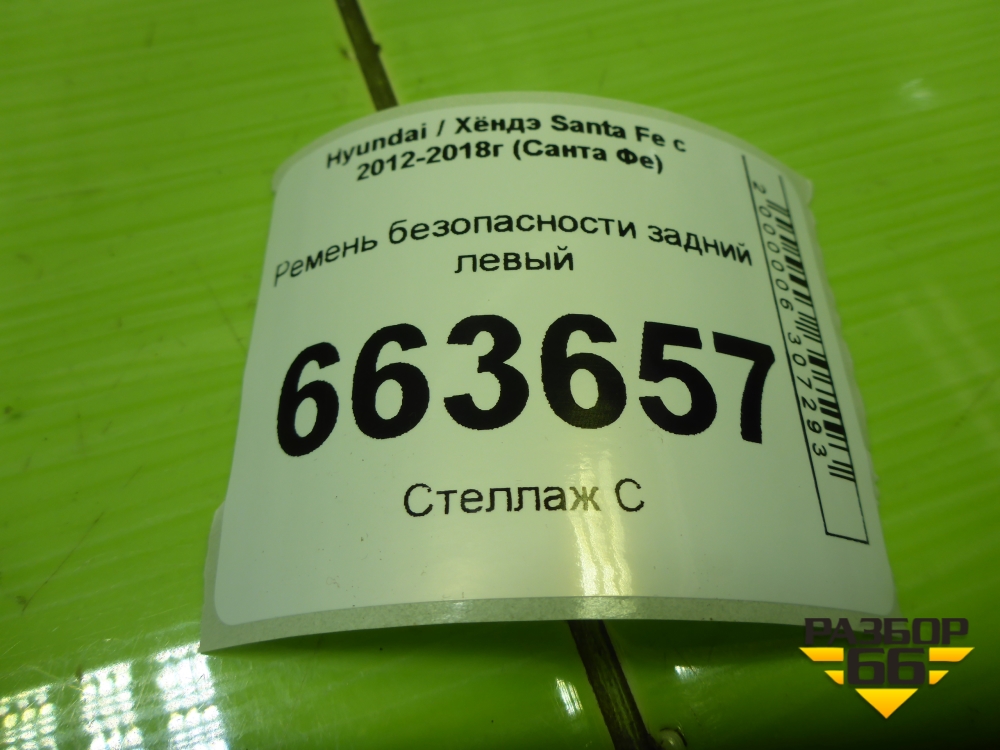 Hyundai / Хёндэ Santa Fe с
2012-2018г (Санта Фе)
Ремень безопасности задний
левый
663657
Стеллаж С
2000006307293
РАЗБОР
66